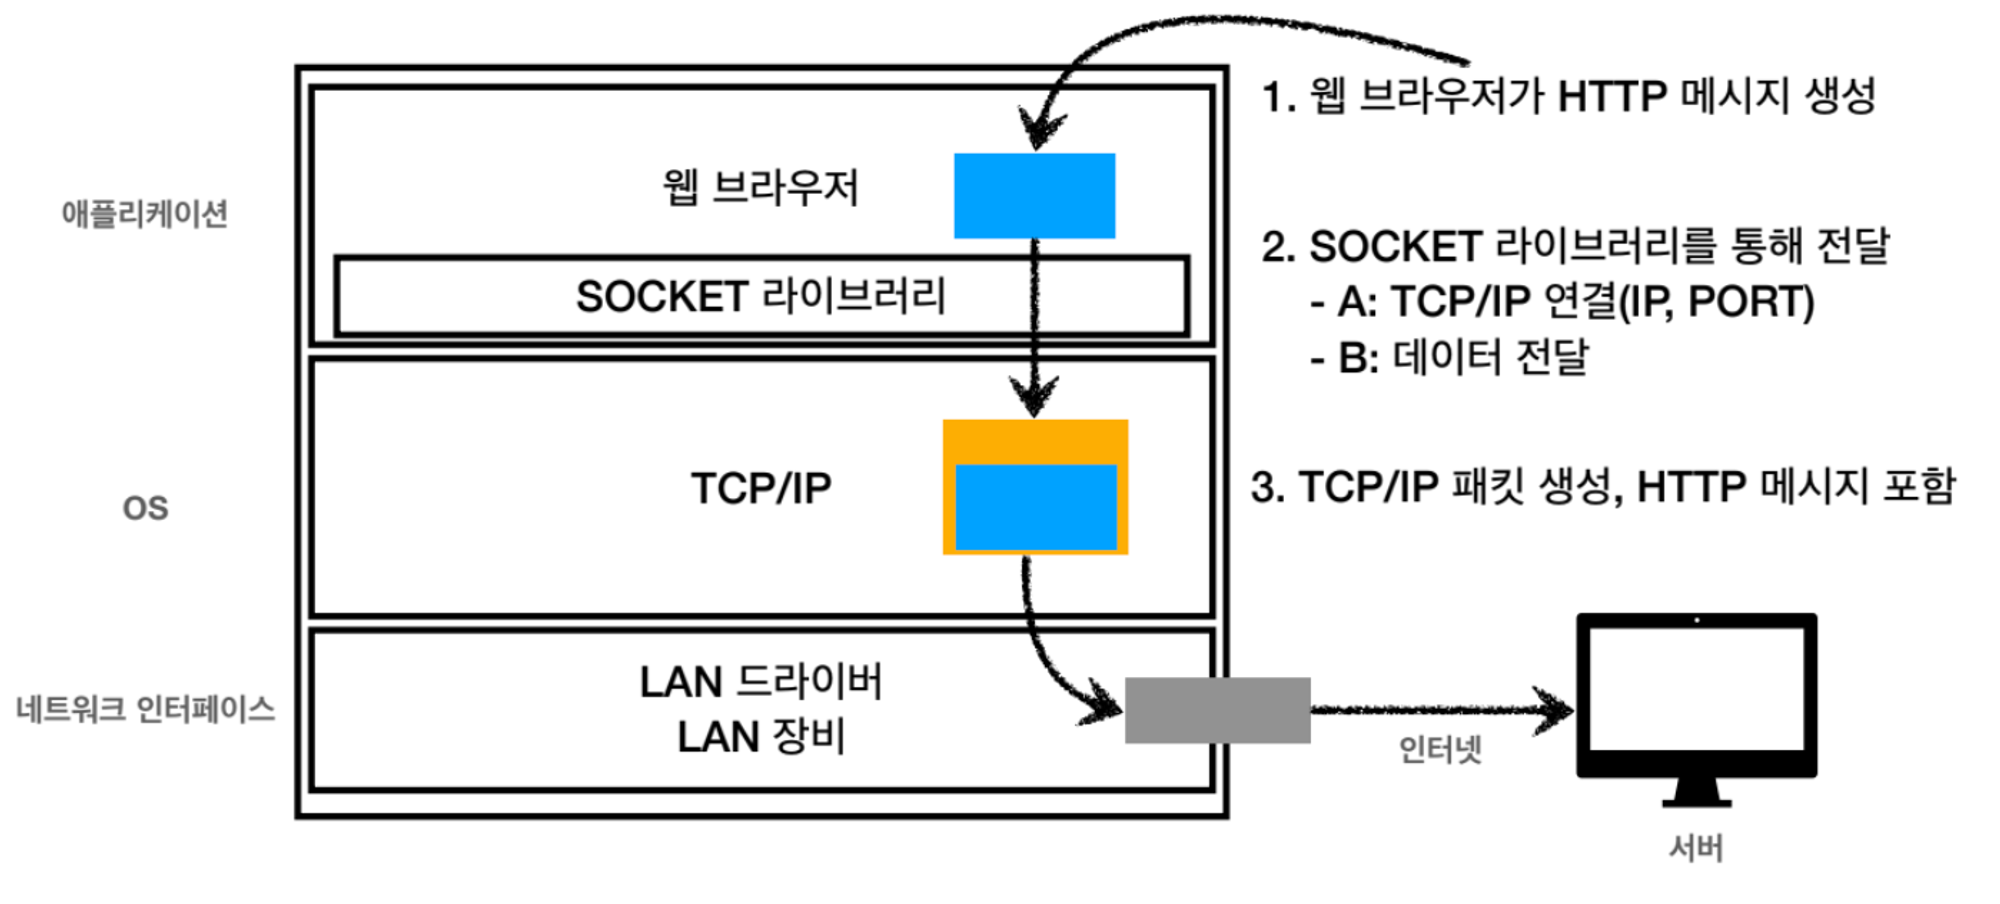 1. 웹 브라우저가 HTTP 메시지 생성
웹 브라우저
애플리케이션
2. SOCKET 라이브러리를 통해 전달
SOCKET 라이브러리
- A: TCP/IP 연결(IP, PORT)
- B: 데이터 전달
TCP/IP
3. TCP/IP 패킷 생성, HTTP 메시지 포함
OS
LAN 드라이버
LAN 장비
네트워크 인터페이스
인터넷
서버